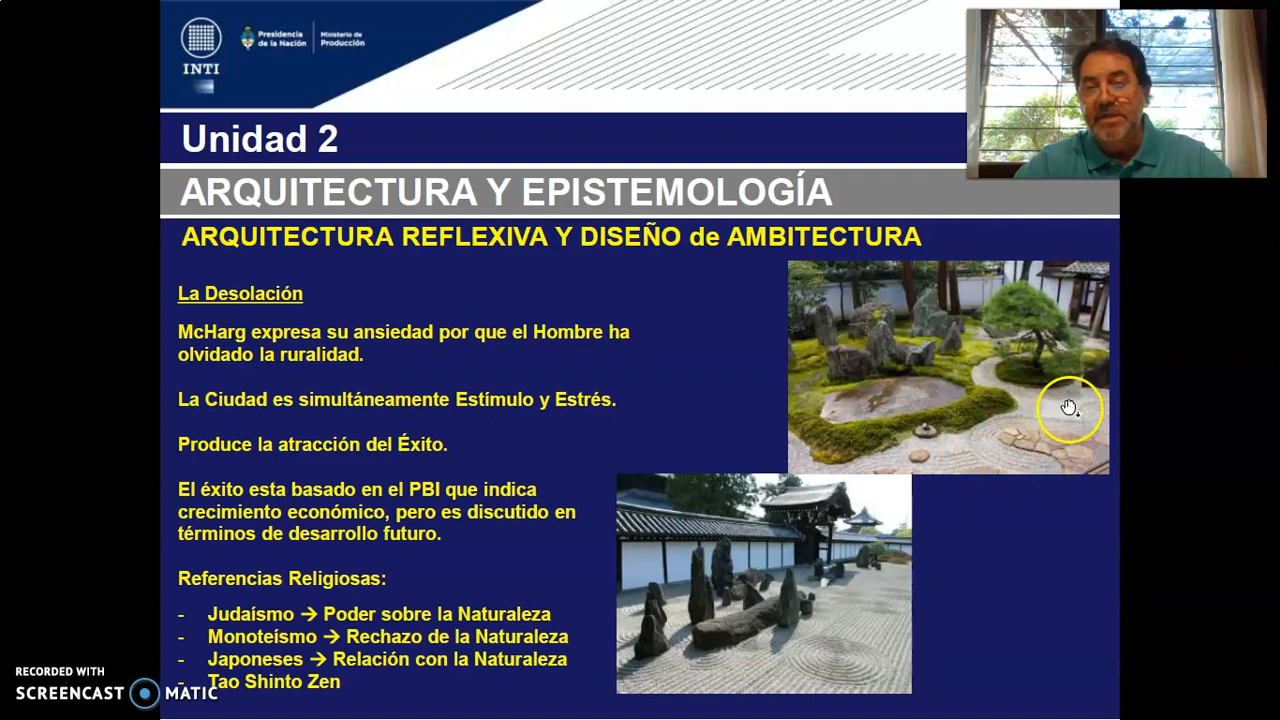 INTI
Presidencia
de la Nación
Ministerio de
Producción
Unidad 2
ARQUITECTURA Y EPISTEMOLOGÍA
ARQUITECTURA REFLEXIVA Y DISEÑO de AMBITECTURA
La Desolación
McHarg expresa su ansiedad por que el Hombre ha
olvidado la ruralidad.
La Ciudad es simultáneamente Estímulo y Estrés.
Produce la atracción del Éxito.
El éxito esta basado en el PBI que indica
crecimiento económico, pero es discutido en
términos de desarrollo futuro.
Referencias Religiosas:
- Judaísmo → Poder sobre la Naturaleza
- Monoteísmo → Rechazo de la Naturaleza
- Japoneses → Relación con la Naturaleza
- Tao Shinto Zen
RECORDED WITH
SCREENCAST MATIC